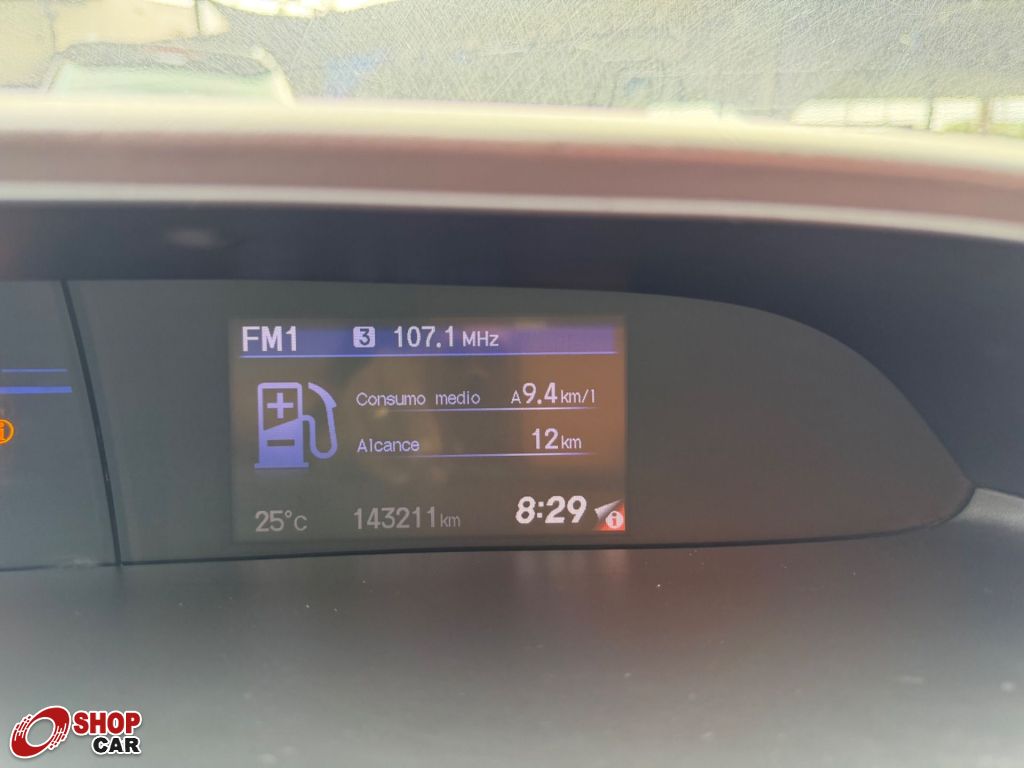 FM1 3 107.1 MHz
Consumo medio A9.4 km/l
Alcance 12 km
25°C 143211 km 8:29 i
SHOP
CAR